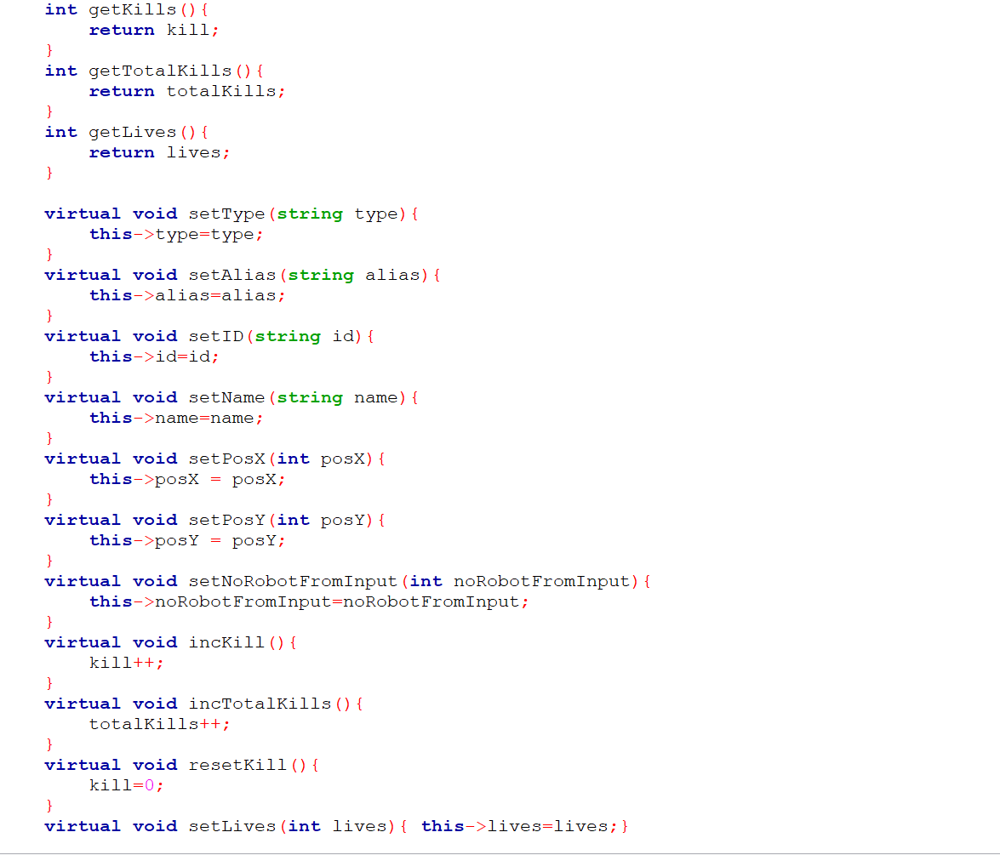 int getKills(){
return kill;
}
int getTotalKills(){
return totalKills;
}
int getLives(){
return lives;
}
virtual void setType(string type){
this->type=type;
}
virtual void setAlias(string alias){
this->alias=alias;
}
virtual void setID(string id){
this->id=id;
}
virtual void setName(string name){
this->name=name;
}
virtual void setPosX(int posX){
this->posX = posX;
}
virtual void setPosY(int posY){
this->posY = posY;
}
virtual void setNoRobotFromInput(int noRobotFromInput){
this->noRobotFromInput=noRobotFromInput;
}
virtual void incKill(){
kill++;
}
virtual void incTotalKills(){
totalKills++;
}
virtual void resetKill(){
kill=0;
}
virtual void setLives(int lives){ this->lives=lives;}